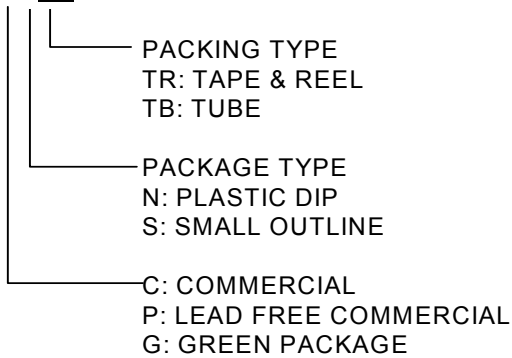 PACKING TYPE
TR: TAPE & REEL
TB: TUBE
PACKAGE TYPE
N: PLASTIC DIP
S: SMALL OUTLINE
C: COMMERCIAL
P: LEAD FREE COMMERCIAL
G: GREEN PACKAGE